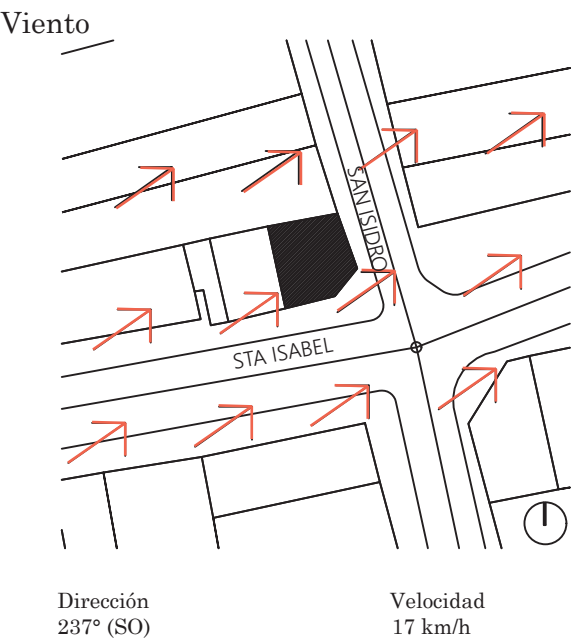 Viento
SAN ISIDRO
STA ISABEL
Dirección
237° (SO)
Velocidad
17 km/h